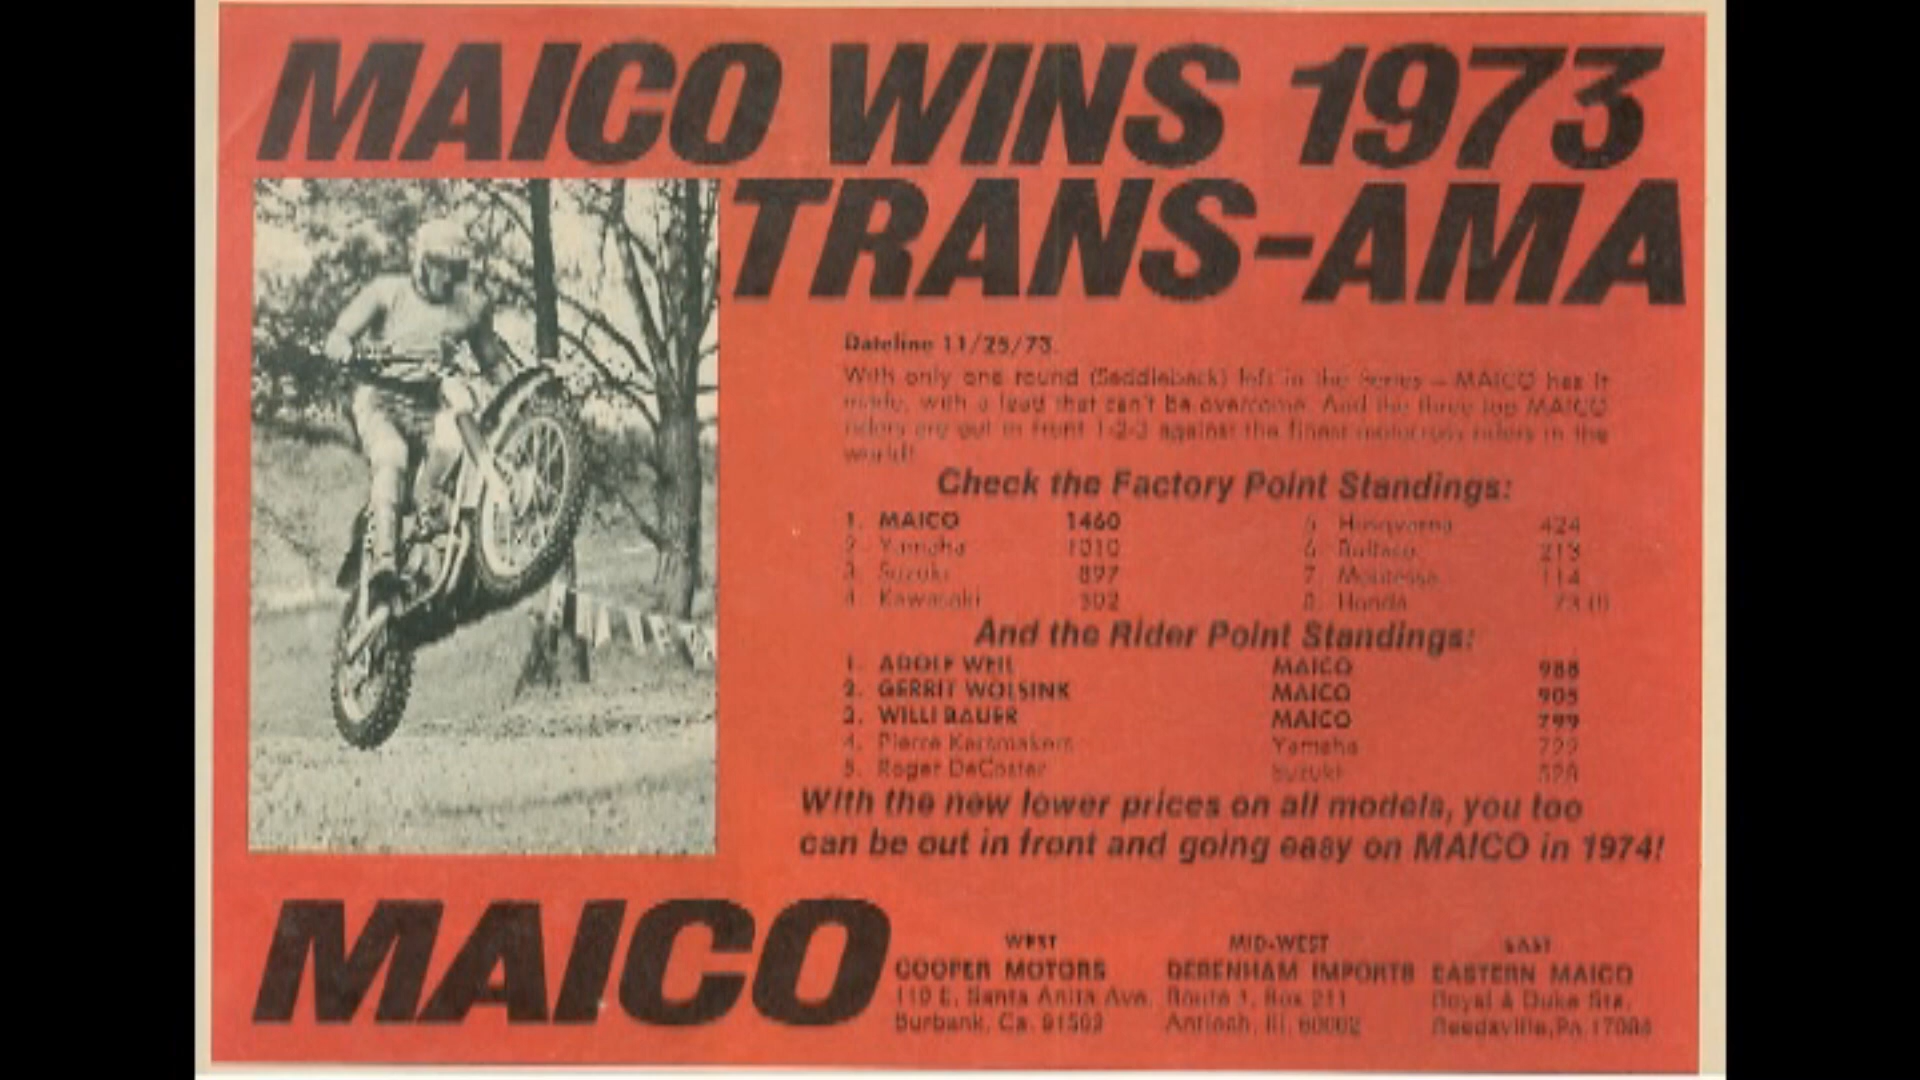 MAICO WINS 1973
TRANS-AMA
Dateline 11/25/73.
With only one round (Saddleback) left in the series – MAICO has it
made, with a lead that can't be overcome. And the three top MAICO
riders are out in front 1-2-3 against the finest motocross riders in the
world!
Check the Factory Point Standings:
1. MAICO 1460
2. Yamaha 1010
3. Suzuki 897
4. Kawasaki 502
5. Husqvarna 424
6. Bultaco 213
7. Montessa 114
8. Honda 73 (!)
And the Rider Point Standings:
1. ADOLF WEIL MAICO 988
2. GERRIT WOLSINK MAICO 905
3. WILLI BAUER MAICO 799
4. Pierre Karsmakers Yamaha
5. Roger DeCoster Suzuki 528
With the new lower prices on all models, you too
can be out in front and going easy on MAICO in 1974!
MAICO
WEST
COOPER MOTORS
110 E. Santa Anita Ave.
Burbank, Ca. 91502
MID-WEST
DEBENHAM IMPORTS
Route 1, Box 211
Antioch, Ill. 60002
EAST
EASTERN MAICO
Royal & Duke Sts.
Reedsville, Pa. 17084